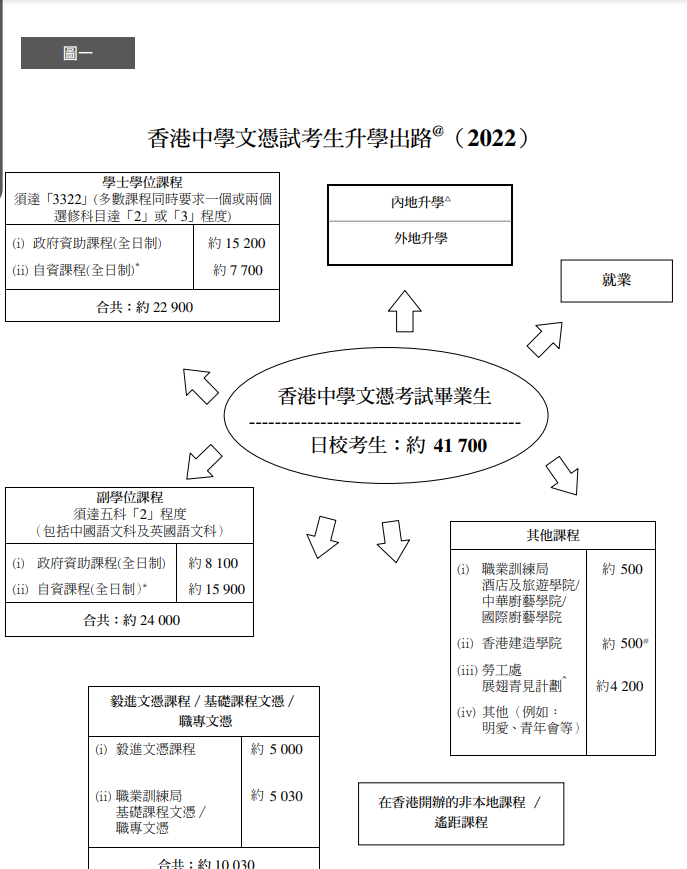 圖一
香港中學文憑試考生升學出路@（2022）
學士學位課程
須達「3322」(多數課程同時要求一個或兩個
選修科目達「2」或「3」程度)
(i) 政府資助課程(全日制) 約 15 200
(ii) 自資課程(全日制)* 約 7 700
合共：約 22 900
內地升學△
外地升學
就業
香港中學文憑考試畢業生
日校考生：約 41 700
副學位課程
須達五科「2」程度
（包括中國語文科及英國語文科）
(i) 政府資助課程(全日制) 約 8 100
(ii) 自資課程(全日制)* 約 15 900
合共：約 24 000
其他課程
(i) 職業訓練局 約 500
酒店及旅遊學院/
中華廚藝學院/
國際廚藝學院
(ii) 香港建造學院 約 500#
(iii) 勞工處
展翅青見計劃^ 約4 200
(iv) 其他（例如：
明愛、青年會等）
毅進文憑課程 / 基礎課程文憑 /
職專文憑
(i) 毅進文憑課程 約 5 000
(ii) 職業訓練局 約 5 030
基礎課程文憑 /
職專文憑
合共：約 10 030
在香港開辦的非本地課程 /
遙距課程